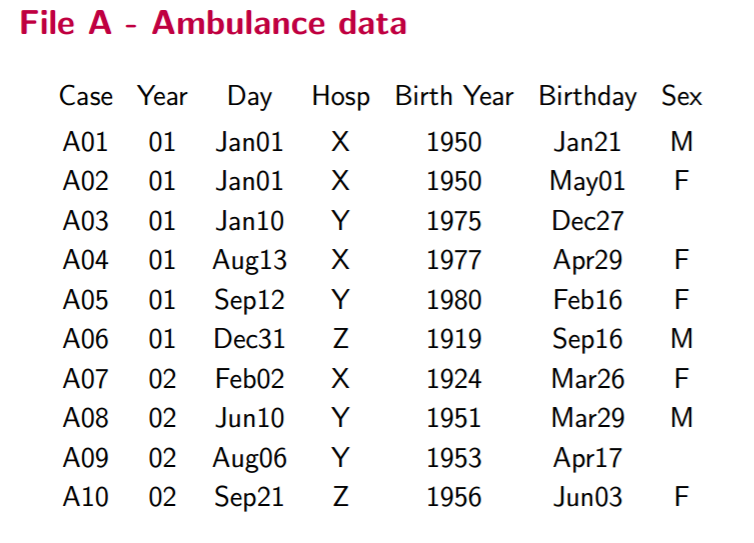 File A - Ambulance data
Case Year Day Hosp Birth Year Birthday Sex
A01 01 Jan01 X 1950 Jan21 M
A02 01 Jan01 X 1950 May01 F
A03 01 Jan10 Y 1975 Dec27
A04 01 Aug13 X 1977 Apr29 F
A05 01 Sep12 Y 1980 Feb16 F
A06 01 Dec31 Z 1919 Sep16 M
A07 02 Feb02 X 1924 Mar26 F
A08 02 Jun10 Y 1951 Mar29 M
A09 02 Aug06 Y 1953 Apr17
A10 02 Sep21 Z 1956 Jun03 F